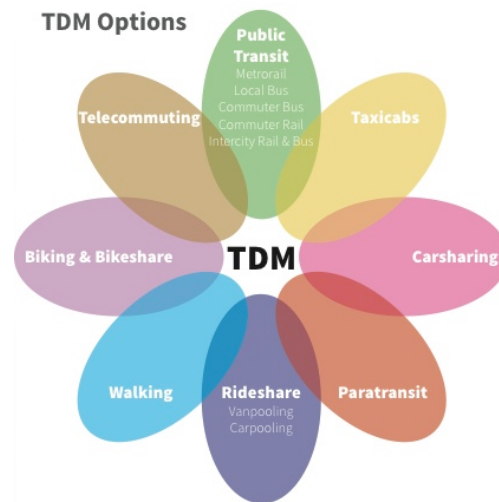 TDM Options
Public
Transit
Metrorail
Local Bus
Commuter Bus
Commuter Rail
Intercity Rail & Bus
Telecommuting
Taxicabs
Biking & Bikeshare
TDM
Carsharing
Walking
Rideshare
Vanpooling
Carpooling
Paratransit